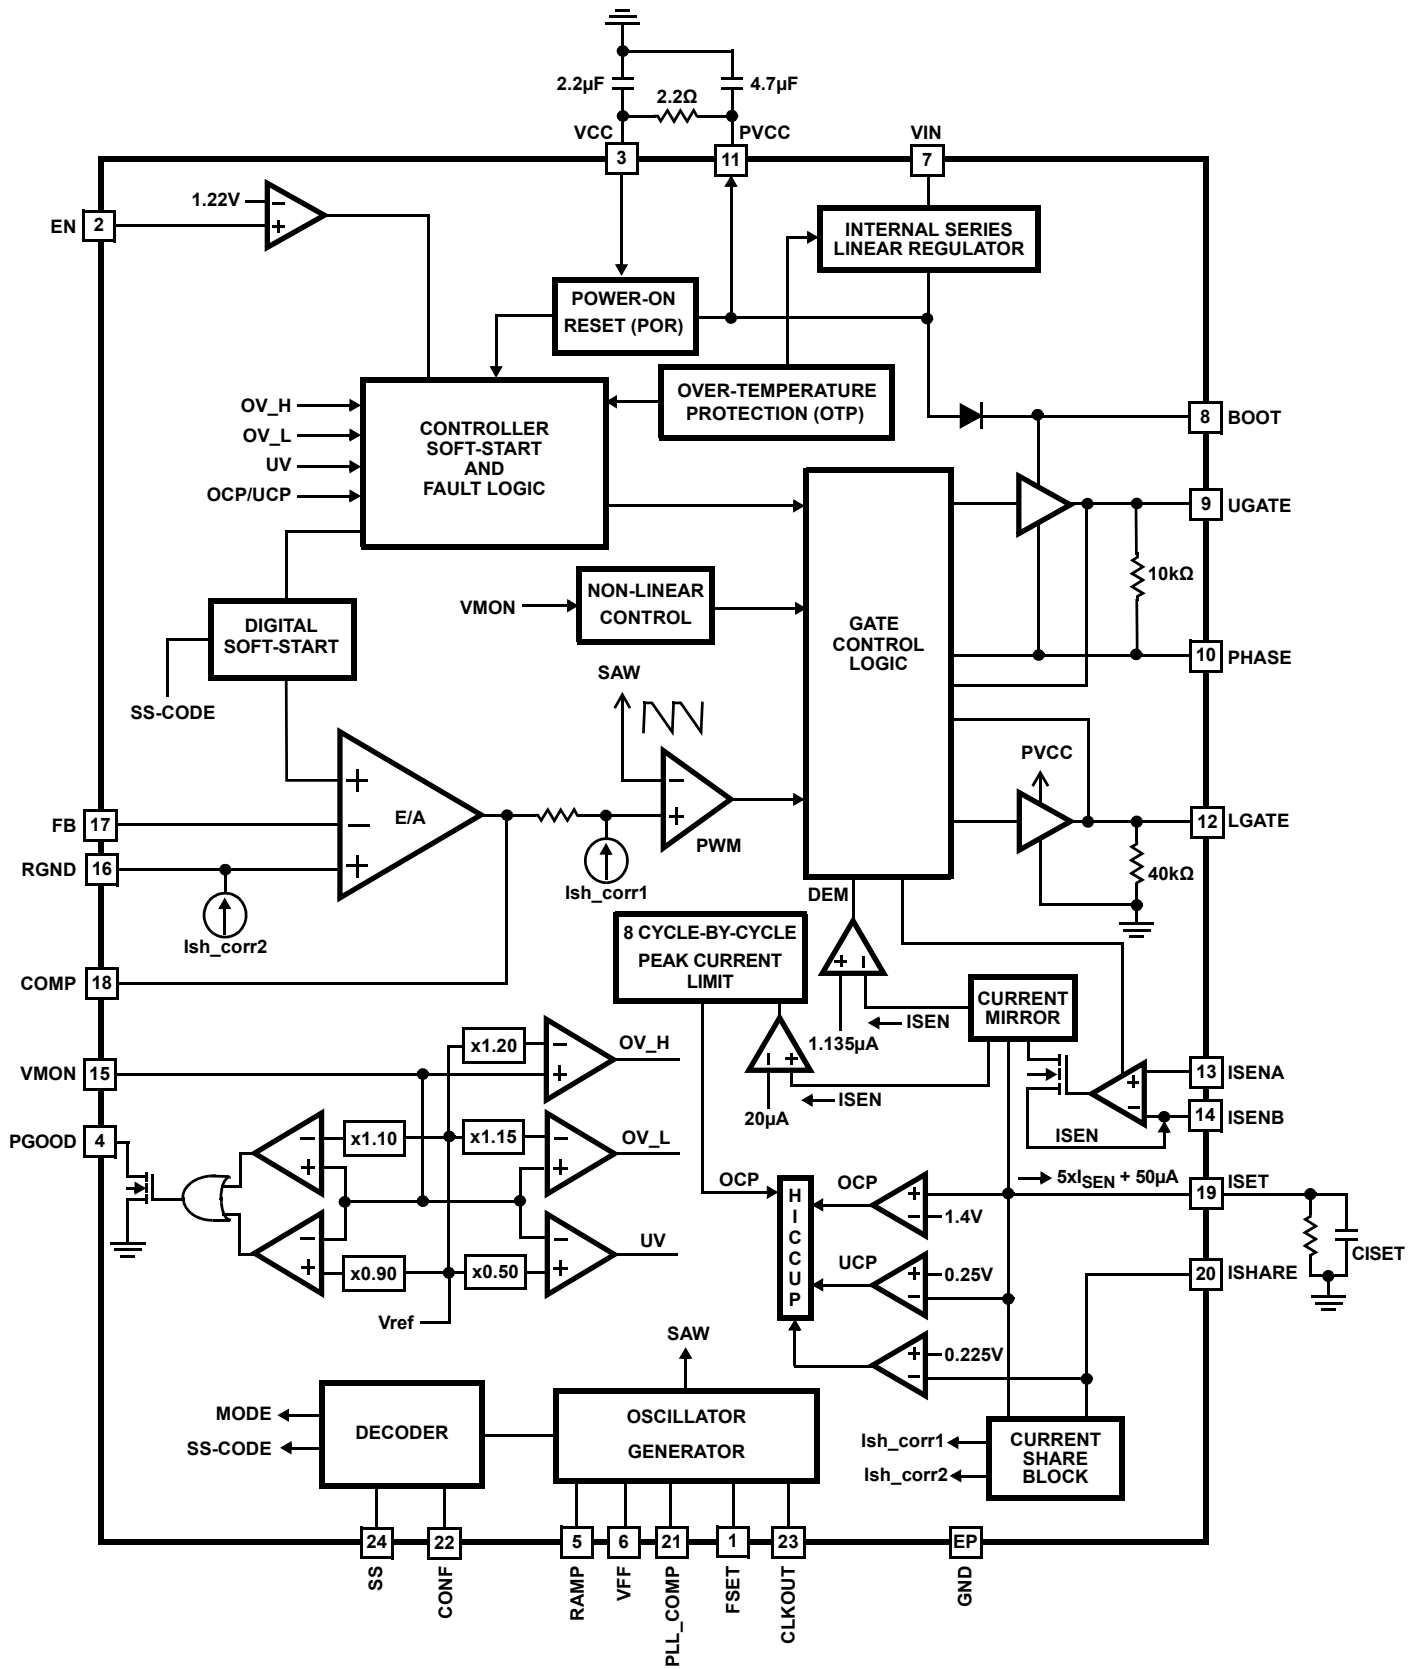 2.2µF
4.7µF
2.2Ω
VCC
PVCC
VIN
3
11
7
1.22V
−
+
EN
2
INTERNAL SERIES
LINEAR REGULATOR
POWER-ON
RESET (POR)
OVER-TEMPERATURE
PROTECTION (OTP)
OV_H
OV_L
UV
OCP/UCP
CONTROLLER
SOFT-START
AND
FAULT LOGIC
8
BOOT
9
UGATE
10kΩ
NON-LINEAR
CONTROL
VMON
GATE
CONTROL
LOGIC
DIGITAL
SOFT-START
SS-CODE
10
PHASE
SAW
PVCC
+
−
+
E/A
−
+
PWM
FB
17
RGND
16
12
LGATE
40kΩ
Ish_corr1
Ish_corr2
DEM
8 CYCLE-BY-CYCLE
PEAK CURRENT
LIMIT
+
−
COMP
18
CURRENT
MIRROR
ISEN
1.135µA
x1.20
−
+
OV_H
−
+
VMON
15
+
−
13
ISENA
ISEN
20µA
14
ISENB
ISEN
PGOOD
4
−
+
x1.10
x1.15
−
+
OV_L
5xISEN + 50µA
OCP
OCP
+
−
1.4V
19
ISET
HICCUP
−
+
x0.90
x0.50
−
+
UV
UCP
+
−
0.25V
CISET
20
ISHARE
Vref
SAW
+
−
0.225V
MODE
SS-CODE
DECODER
OSCILLATOR
GENERATOR
Ish_corr1
Ish_corr2
CURRENT
SHARE
BLOCK
24
22
5
6
21
1
23
EP
SS
CONF
RAMP
VFF
PLL_COMP
FSET
CLKOUT
GND